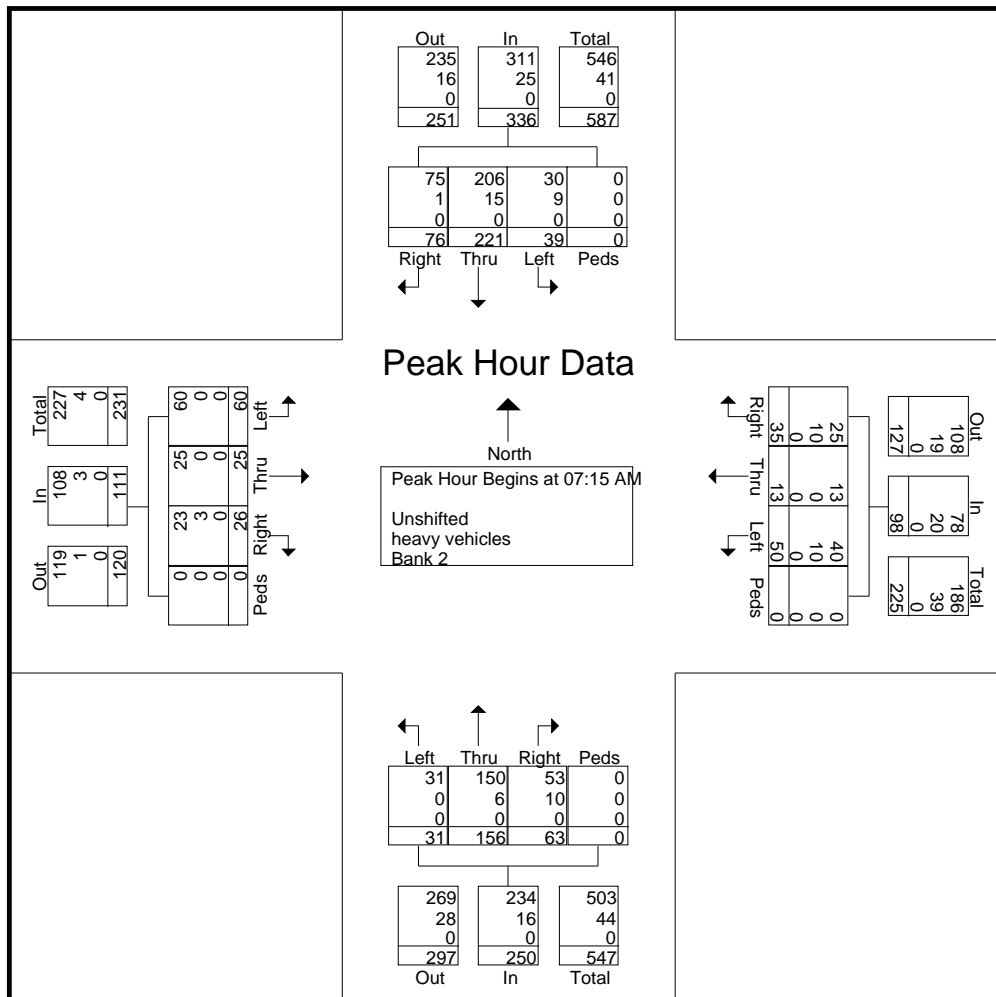 Out In Total
235 311 546
16 25 41
0 0 0
251 336 587
75 206 30 0
1 15 9 0
0 0 0 0
76 221 39 0
Right Thru Left Peds
Peak Hour Data
North
Peak Hour Begins at 07:15 AM
Unshifted
heavy vehicles
Bank 2
Total
227
4
0
231
In
108
3
0
111
Out
119
1
0
120
60
0
0
60
Left
25
0
0
25
Thru
23
3
0
26
Right
0
0
0
0
Peds
Right
35
0
10
25
Thru
13
0
0
13
Left
50
0
10
40
Peds
0
0
0
0
Out
108
19
0
127
In
78
20
0
98
Total
186
39
0
225
Left Thru Right Peds
31 150 53 0
0 6 10 0
0 0 0 0
31 156 63 0
269 234 503
28 16 44
0 0 0
297 250 547
Out In Total